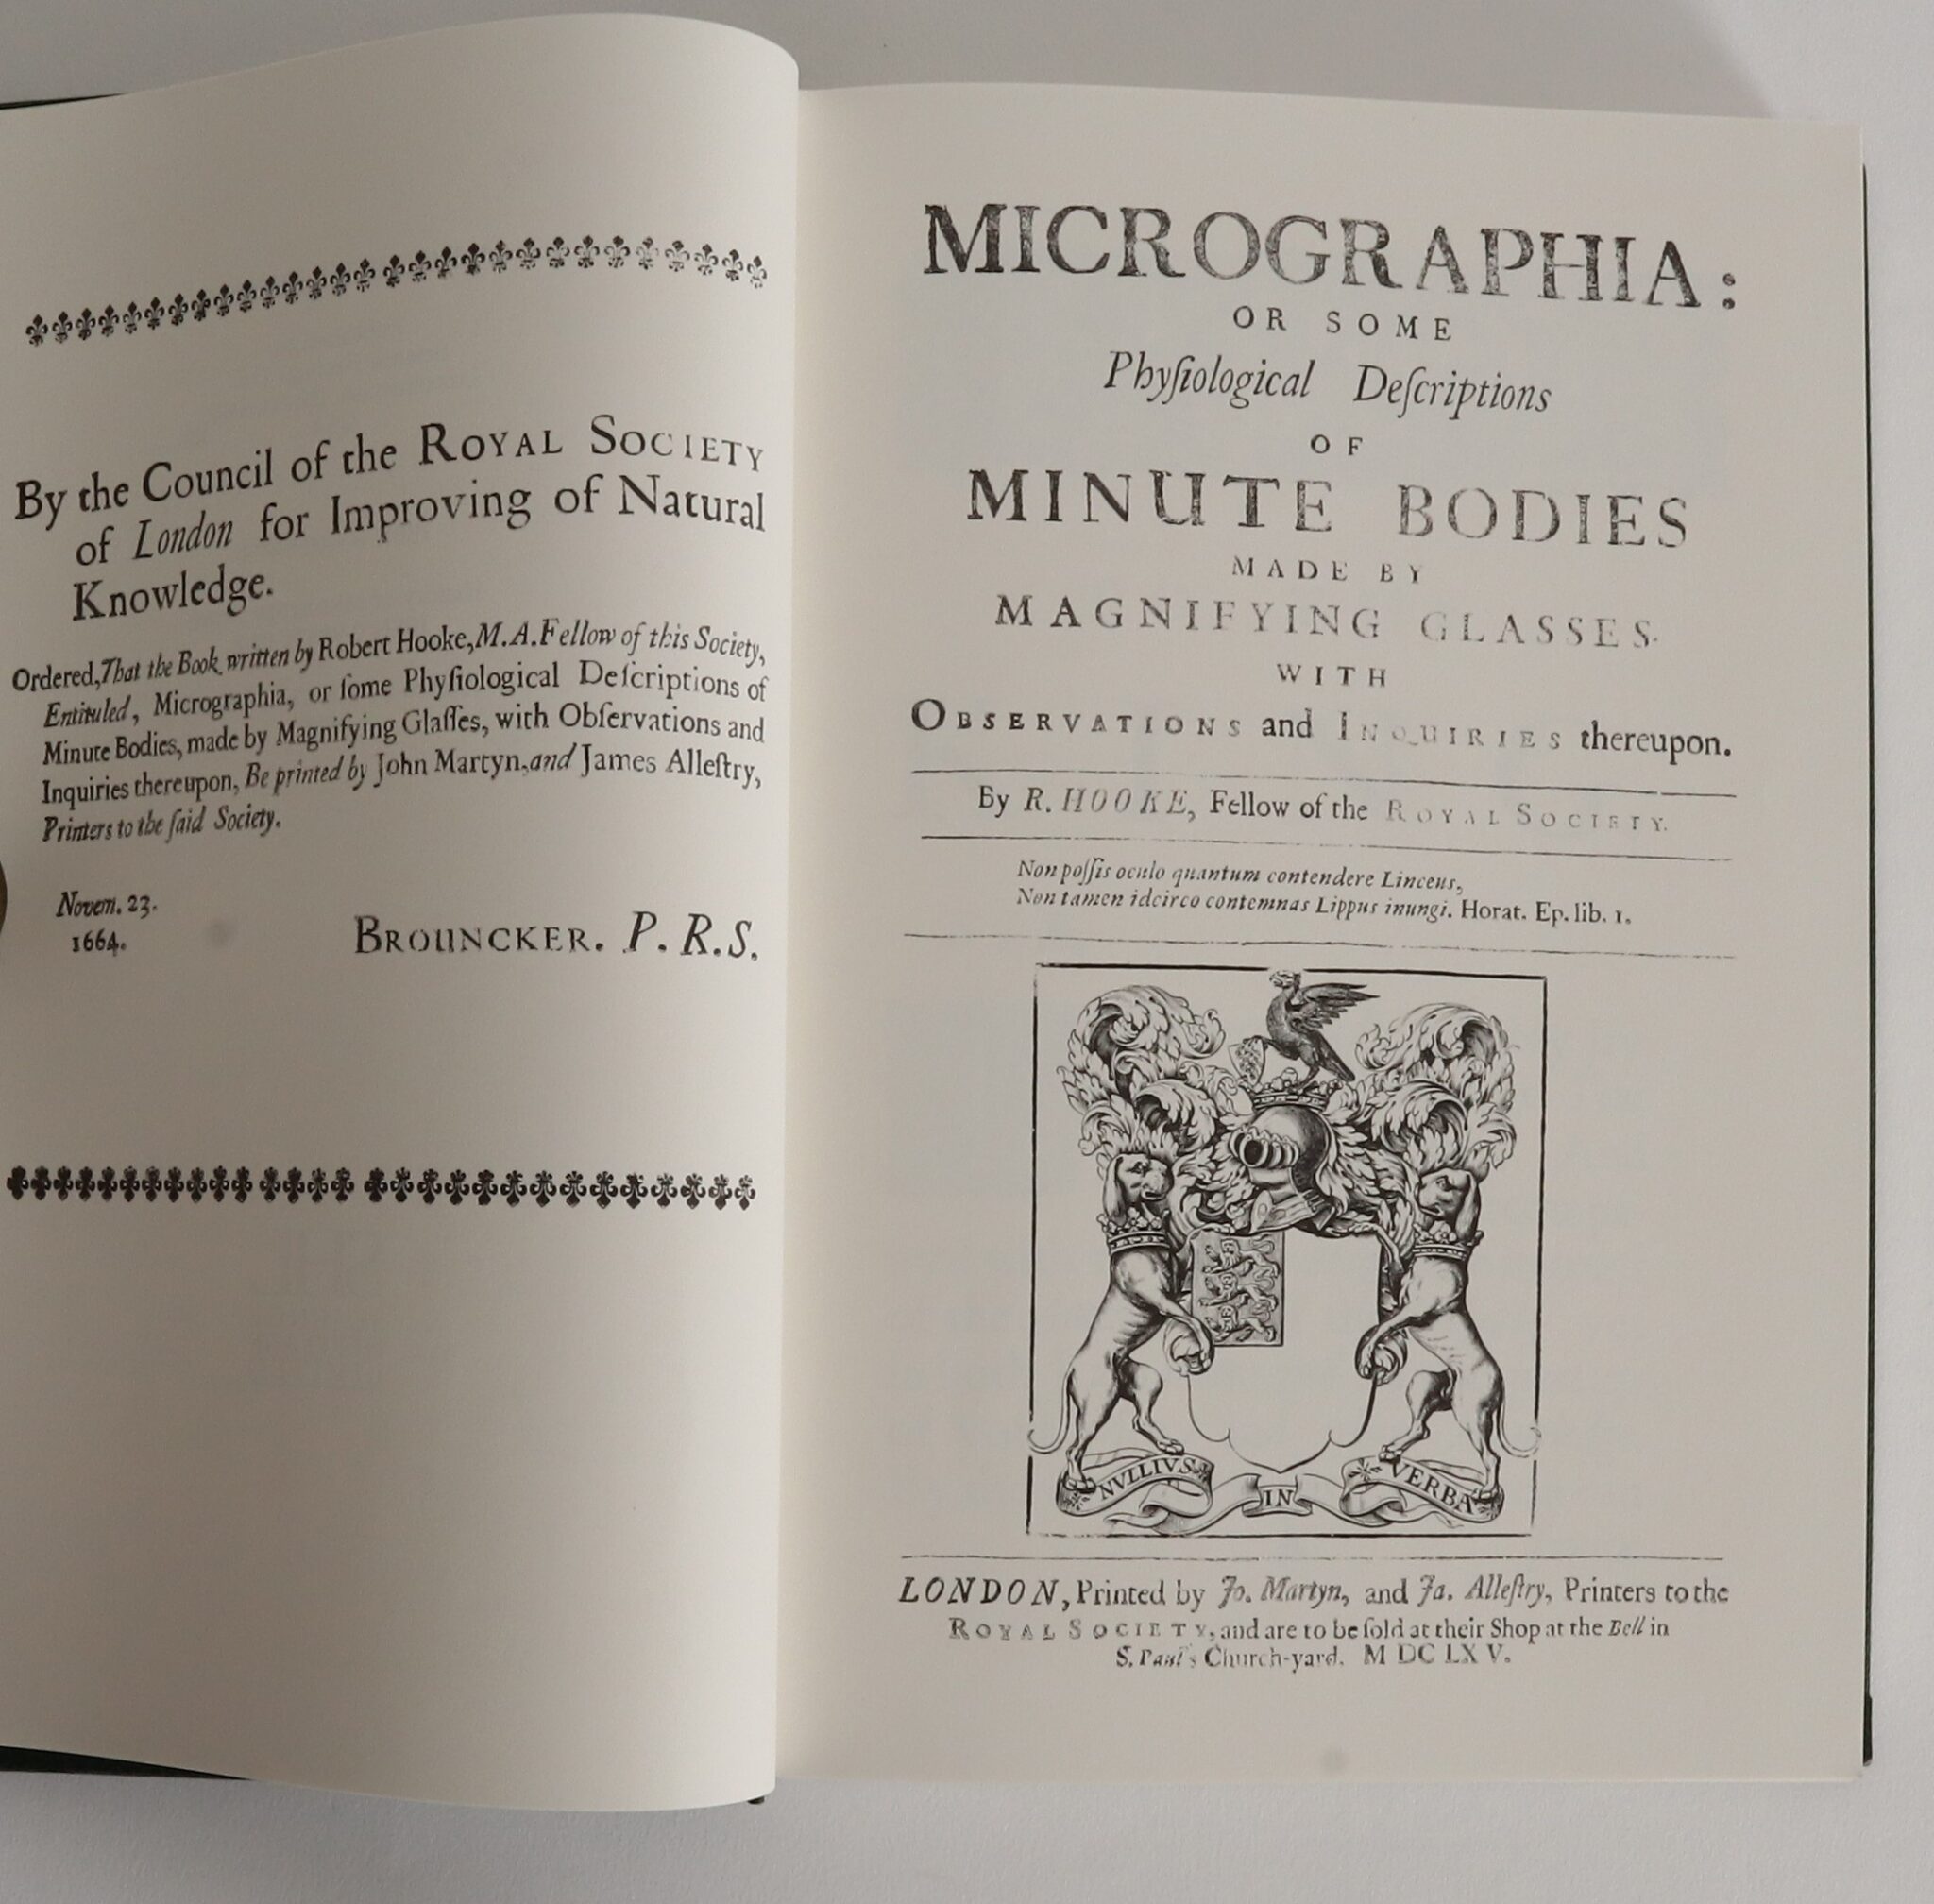 By the Council of the ROYAL SOCIETY
of London for Improving of Natural
Knowledge.
Ordered, That the Book written by Robert Hooke, M.A. Fellow of this Society,
Entituled, Micrographia, or ſome Phyſiological Deſcriptions of
Minute Bodies, made by Magnifying Glaſſes, with Obſervations and
Inquiries thereupon, Be printed by John Martyn, and James Alleſtry,
Printers to the ſaid Society.
Novem. 23.
1664.
BROUNCKER. P. R. S.
MICROGRAPHIA:
OR SOME
Phyſiological Deſcriptions
OF
MINUTE BODIES
MADE BY
MAGNIFYING GLASSES.
WITH
OBSERVATIONS and INQUIRIES thereupon.
By R. HOOKE, Fellow of the ROYAL SOCIETY.
Non poſſis oculo quantum contendere Linceus,
Non tamen idcirco contemnas Lippus inungi. Horat. Ep. lib. 1.
NVLLIVS IN VERBA
LONDON, Printed by Jo. Martyn, and Ja. Alleſtry, Printers to the
ROYAL SOCIETY, and are to be ſold at their Shop at the Bell in
S. Paul's Church-yard. M DC LX V.